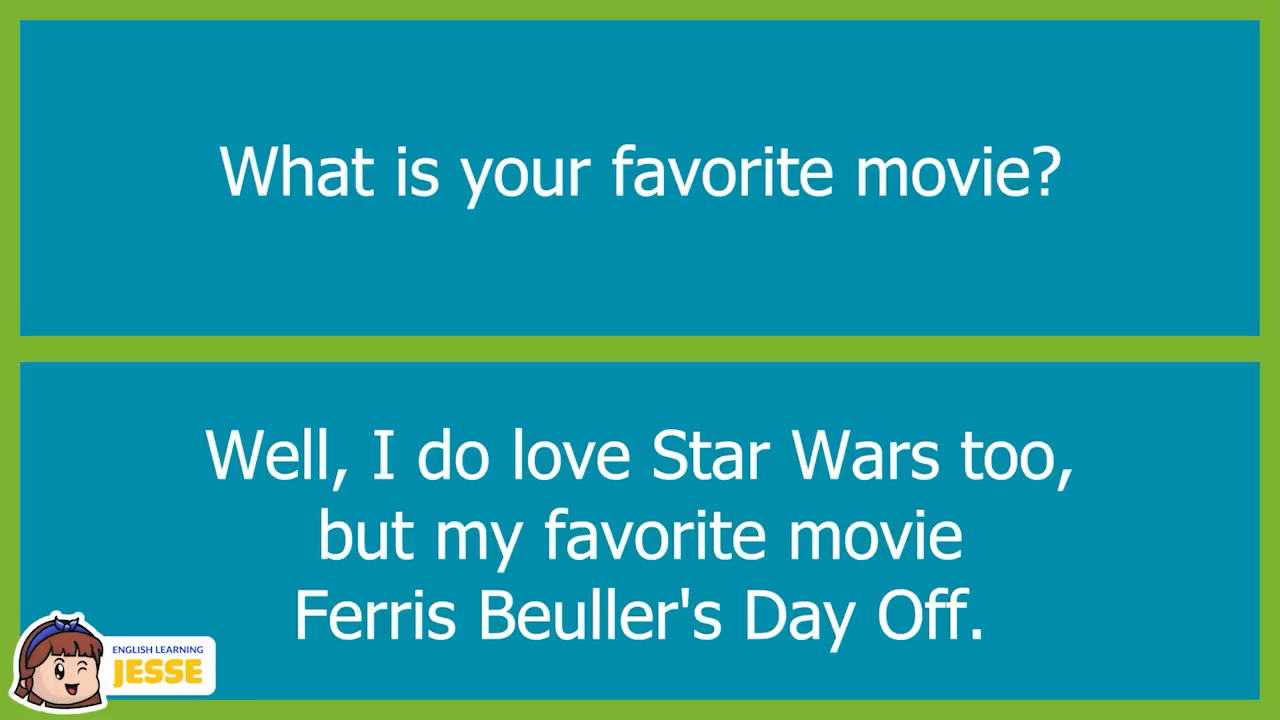 What is your favorite movie?
Well, I do love Star Wars too,
but my favorite movie
Ferris Beuller's Day Off.
ENGLISH LEARNING
JESSE